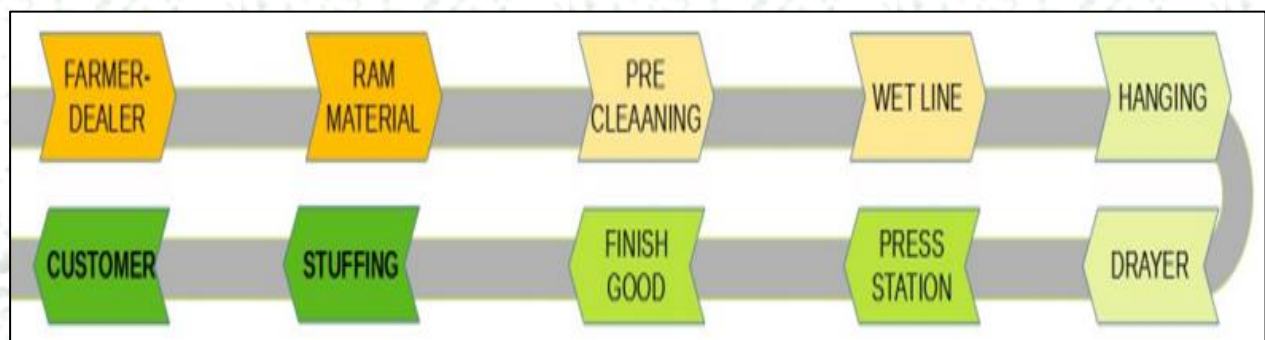 FARMER-
DEALER
RAM
MATERIAL
PRE
CLEAANING
WET LINE
HANGING
DRAYER
PRESS
STATION
FINISH
GOOD
STUFFING
CUSTOMER